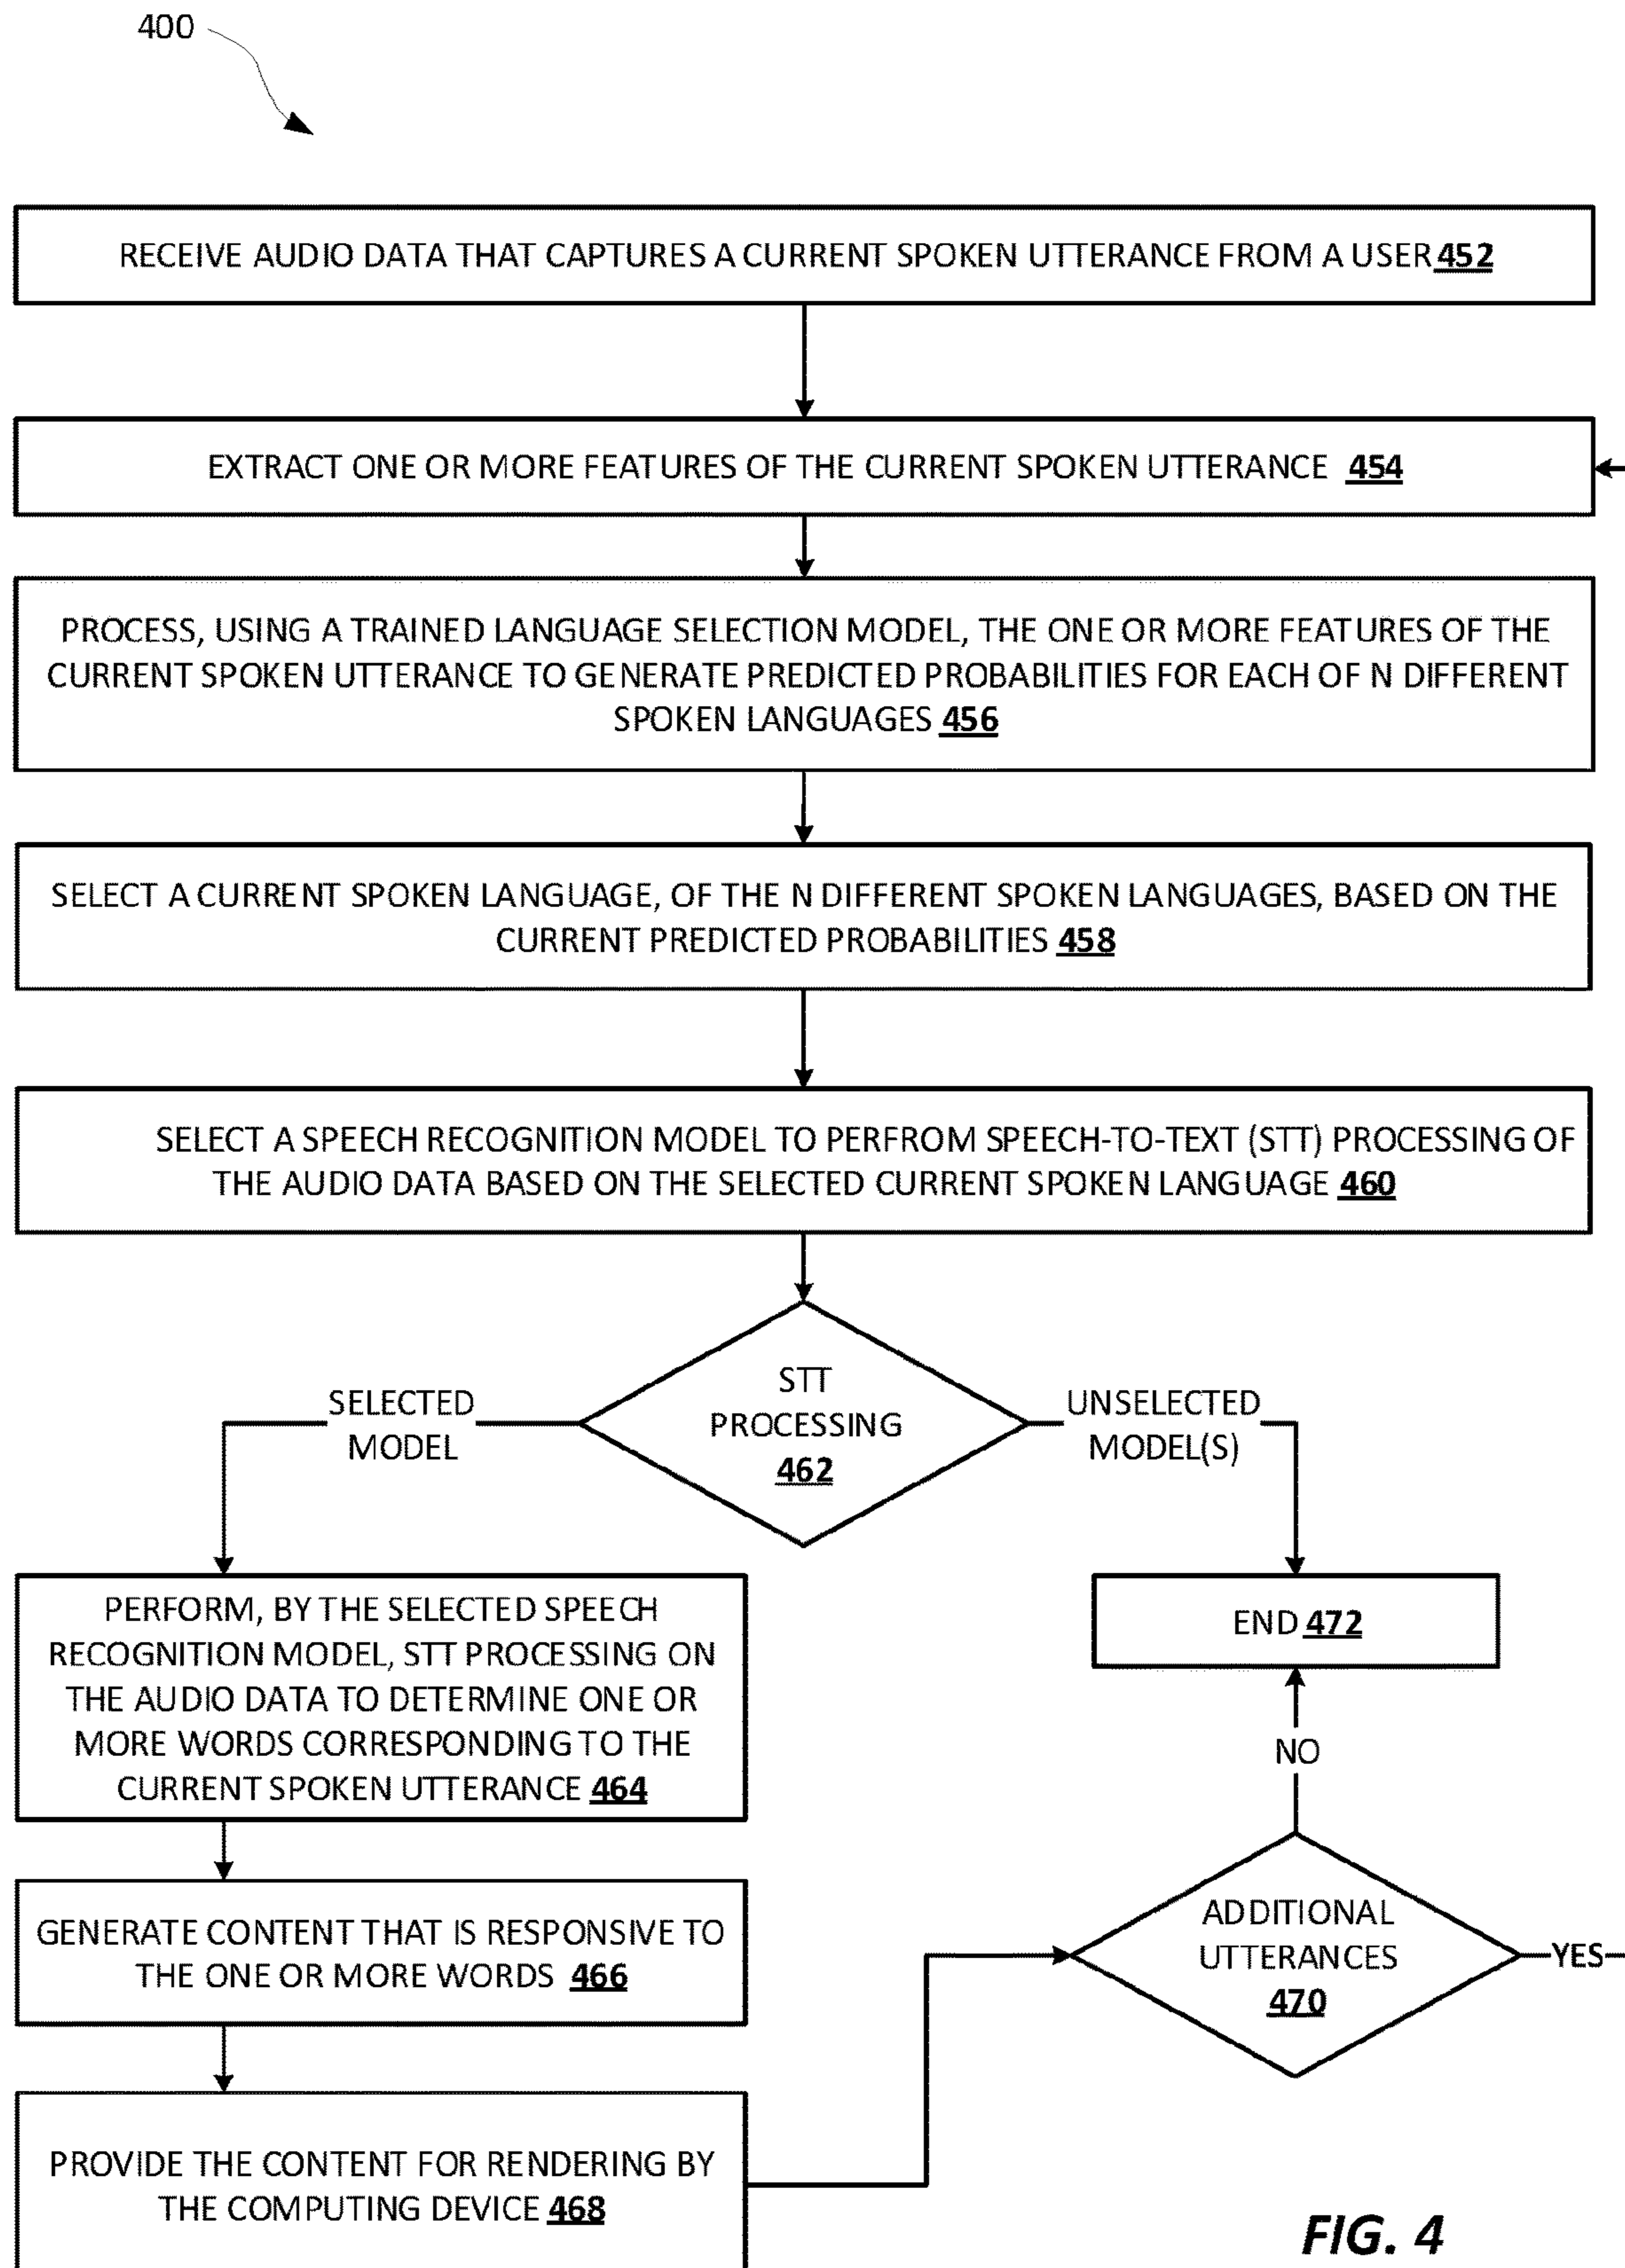 400
RECEIVE AUDIO DATA THAT CAPTURES A CURRENT SPOKEN UTTERANCE FROM A USER 452
EXTRACT ONE OR MORE FEATURES OF THE CURRENT SPOKEN UTTERANCE 454
PROCESS, USING A TRAINED LANGUAGE SELECTION MODEL, THE ONE OR MORE FEATURES OF THE
CURRENT SPOKEN UTTERANCE TO GENERATE PREDICTED PROBABILITIES FOR EACH OF N DIFFERENT
SPOKEN LANGUAGES 456
SELECT A CURRENT SPOKEN LANGUAGE, OF THE N DIFFERENT SPOKEN LANGUAGES, BASED ON THE
CURRENT PREDICTED PROBABILITIES 458
SELECT A SPEECH RECOGNITION MODEL TO PERFROM SPEECH-TO-TEXT (STT) PROCESSING OF
THE AUDIO DATA BASED ON THE SELECTED CURRENT SPOKEN LANGUAGE 460
STT
PROCESSING
462
SELECTED
MODEL
UNSELECTED
MODEL(S)
PERFORM, BY THE SELECTED SPEECH
RECOGNITION MODEL, STT PROCESSING ON
THE AUDIO DATA TO DETERMINE ONE OR
MORE WORDS CORRESPONDING TO THE
CURRENT SPOKEN UTTERANCE 464
END 472
NO
GENERATE CONTENT THAT IS RESPONSIVE TO
THE ONE OR MORE WORDS 466
ADDITIONAL
UTTERANCES
470
YES
PROVIDE THE CONTENT FOR RENDERING BY
THE COMPUTING DEVICE 468
FIG. 4